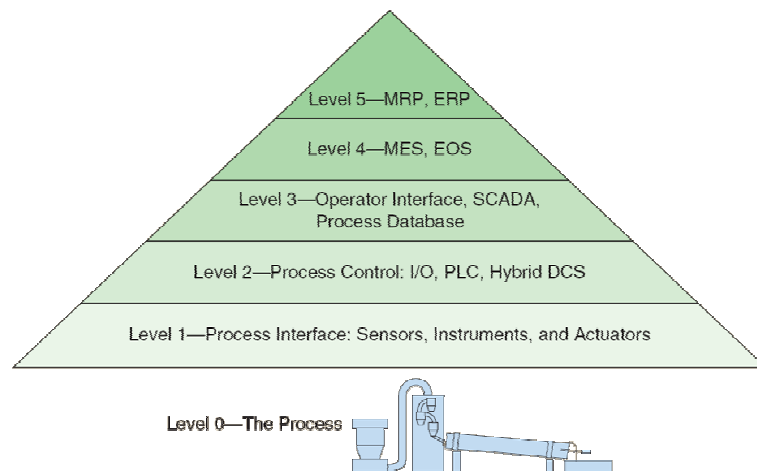 Level 5—MRP, ERP
Level 4—MES, EOS
Level 3—Operator Interface, SCADA,
Process Database
Level 2—Process Control: I/O, PLC, Hybrid DCS
Level 1—Process Interface: Sensors, Instruments, and Actuators
Level 0—The Process